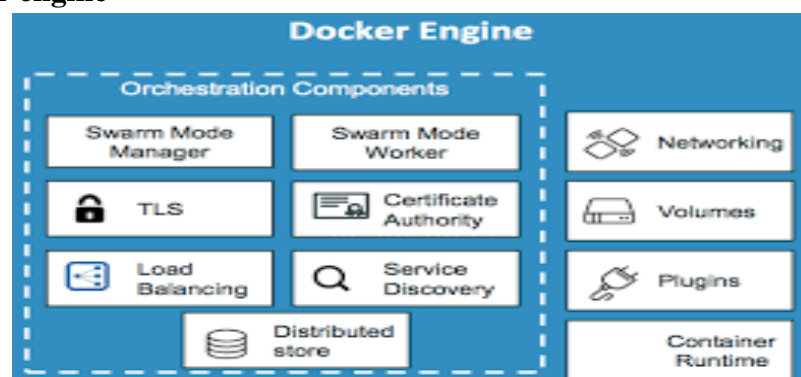 Docker Engine
Orchestration Components
Swarm Mode
Manager
Swarm Mode
Worker
TLS
Certificate
Authority
Load
Balancing
Service
Discovery
Distributed
store
Networking
Volumes
Plugins
Container
Runtime